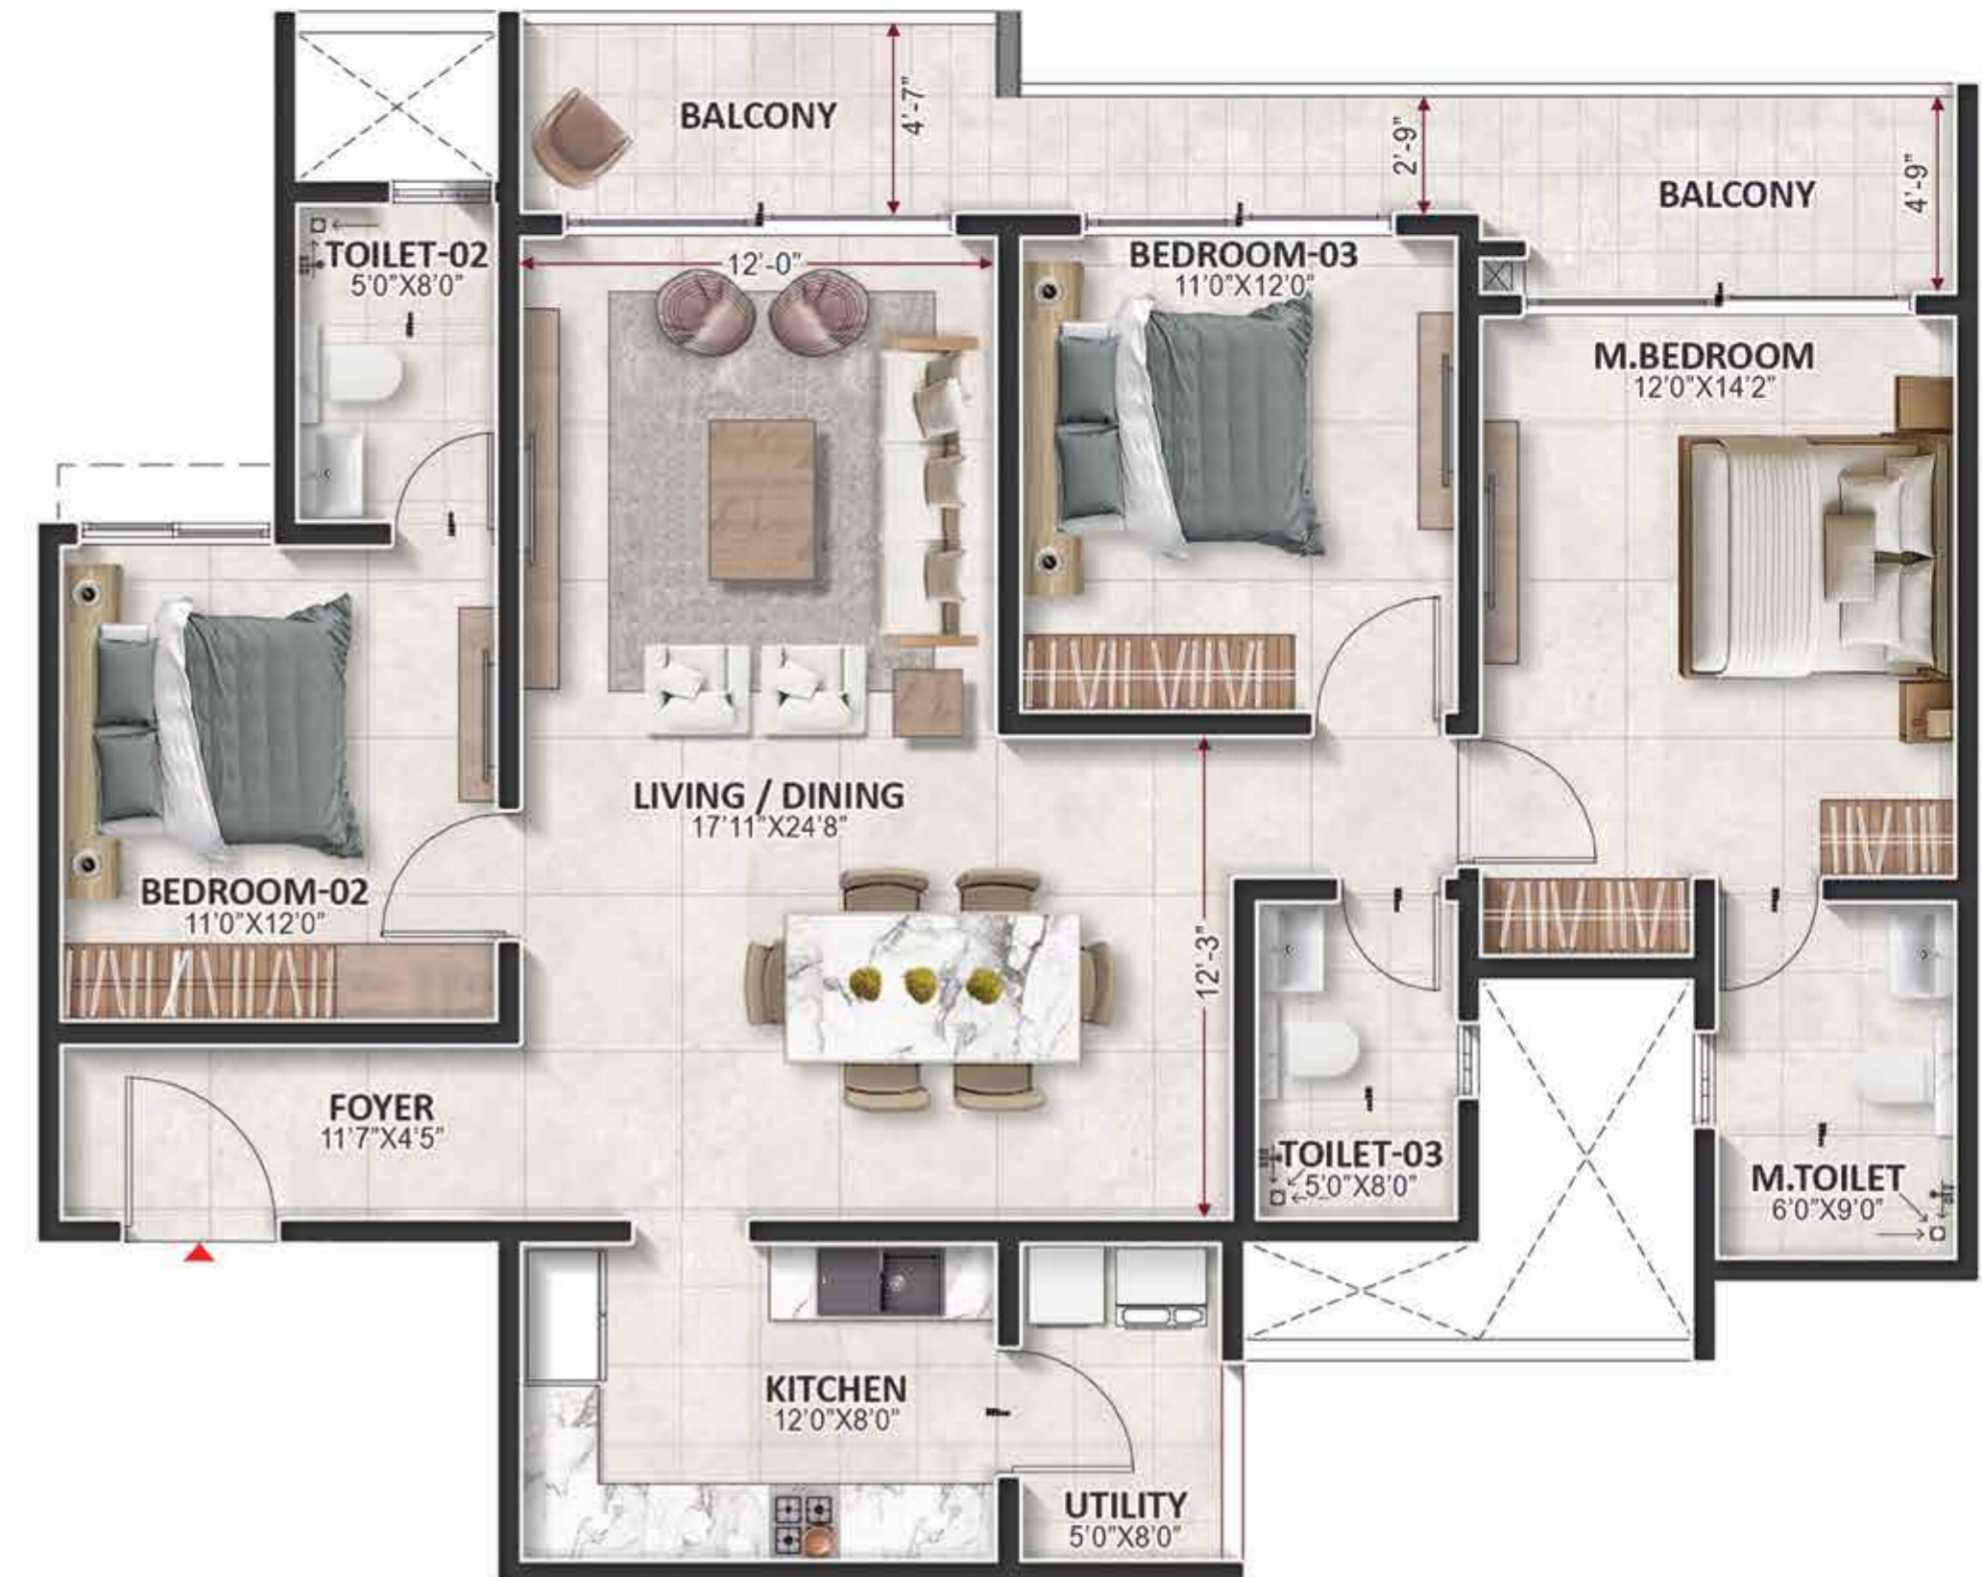 BALCONY
4'-7"
2'-9"
BALCONY
4'-9"
TOILET-02
5'0"X8'0"
12'-0"
BEDROOM-03
11'0"X12'0"
M.BEDROOM
12'0"X14'2"
LIVING / DINING
17'11"X24'8"
BEDROOM-02
11'0"X12'0"
12'-3"
FOYER
11'7"X4'5"
TOILET-03
5'0"X8'0"
M.TOILET
6'0"X9'0"
KITCHEN
12'0"X8'0"
UTILITY
5'0"X8'0"